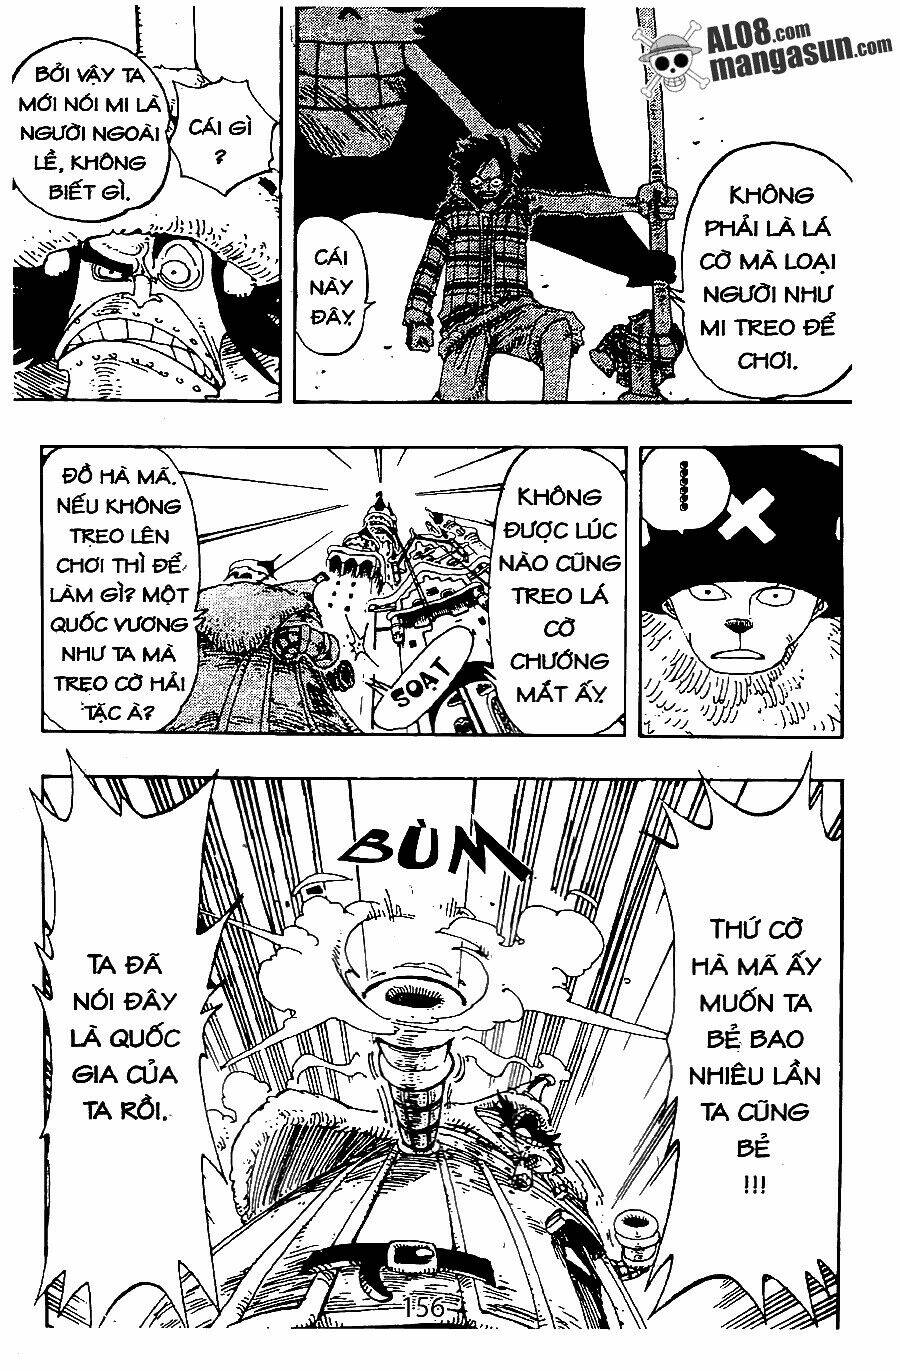 AL08.com
mangasun.com
KHÔNG
PHẢI LÀ LÁ
CỜ MÀ LOẠI
NGƯỜI NHƯ
MI TREO ĐỂ
CHƠI.
CÁI
NÀY
ĐÂY.
CÁI GÌ
?
BỞI VẬY TA
MỚI NÓI MI LÀ
NGƯỜI NGOÀI
LỀ, KHÔNG
BIẾT GÌ.
KHÔNG
ĐƯỢC LÚC
NÀO CŨNG
TREO LÁ
CỜ
CHƯỚNG
MẮT ẤY.
SOẠT
ĐỒ HÀ MÃ.
NẾU KHÔNG
TREO LÊN
CHƠI THÌ ĐỂ
LÀM GÌ? MỘT
QUỐC VƯƠNG
NHƯ TA MÀ
TREO CỜ HẢI
TẶC À?
BÙM
THỨ CỜ
HÀ MÃ ẤY
MUỐN TA
BẺ BAO
NHIÊU LẦN
TA CŨNG
BẺ
!!!
TA ĐÃ
NÓI ĐÂY
LÀ QUỐC
GIA CỦA
TA RỒI.
156